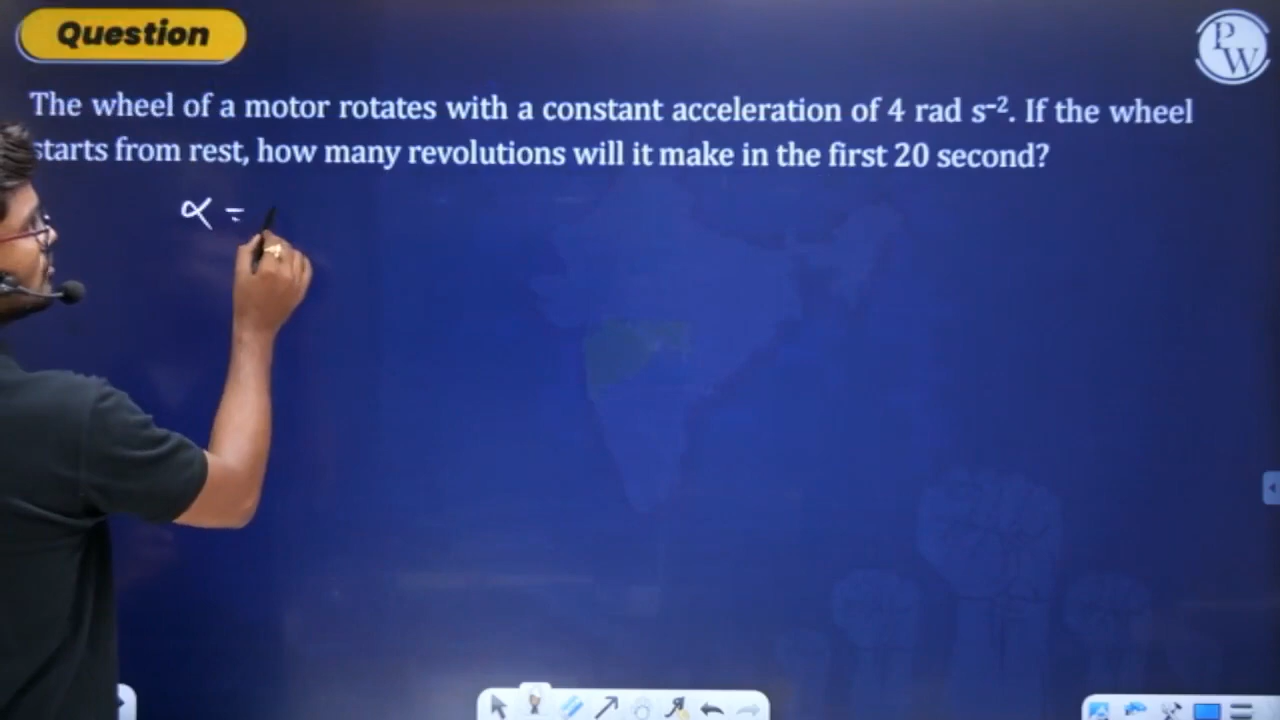 Question
PW
The wheel of a motor rotates with a constant acceleration of 4 rad s⁻². If the wheel
starts from rest, how many revolutions will it make in the first 20 second?
α =